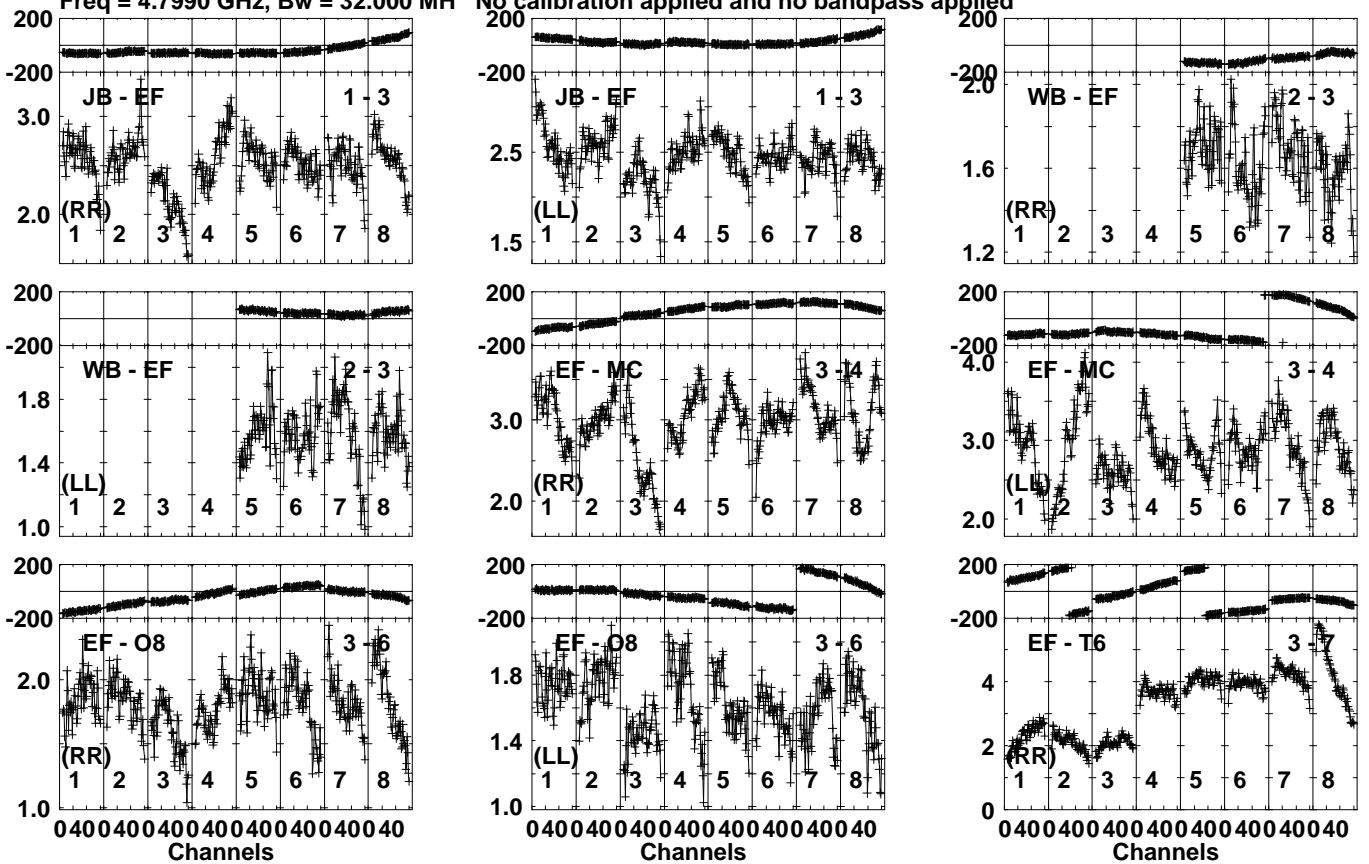 Freq = 4.7990 GHz, Bw = 32.000 MH No calibration applied and no bandpass applied
200
-200
3.0
2.0
JB - EF
1 - 3
(RR)
1 2 3 4 5 6 7 8
200
-200
2.5
1.5
JB - EF
1 - 3
(LL)
1 2 3 4 5 6 7 8
200
-200
2.0
1.6
1.2
WB - EF
2 - 3
(RR)
1 2 3 4 5 6 7 8
200
-200
1.8
1.4
1.0
WB - EF
2 - 3
(LL)
1 2 3 4 5 6 7 8
200
-200
3.0
2.0
EF - MC
3 - 4
(RR)
1 2 3 4 5 6 7 8
200
-200
4.0
3.0
2.0
EF - MC
3 - 4
(LL)
1 2 3 4 5 6 7 8
200
-200
2.0
1.0
EF - O8
3 - 6
(RR)
1 2 3 4 5 6 7 8
0 40 0 40 0 40 0 40 0 40 0 40 0 40 0 40
Channels
200
-200
1.8
1.4
1.0
EF - O8
3 - 6
(LL)
1 2 3 4 5 6 7 8
0 40 0 40 0 40 0 40 0 40 0 40 0 40 0 40
Channels
200
-200
4
2
0
EF - T6
3 - 7
(RR)
1 2 3 4 5 6 7 8
0 40 0 40 0 40 0 40 0 40 0 40 0 40 0 40
Channels